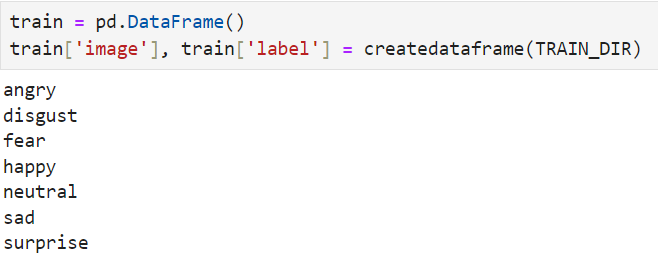 train = pd.DataFrame()
train['image'], train['label'] = createdataframe(TRAIN_DIR)
angry
disgust
fear
happy
neutral
sad
surprise